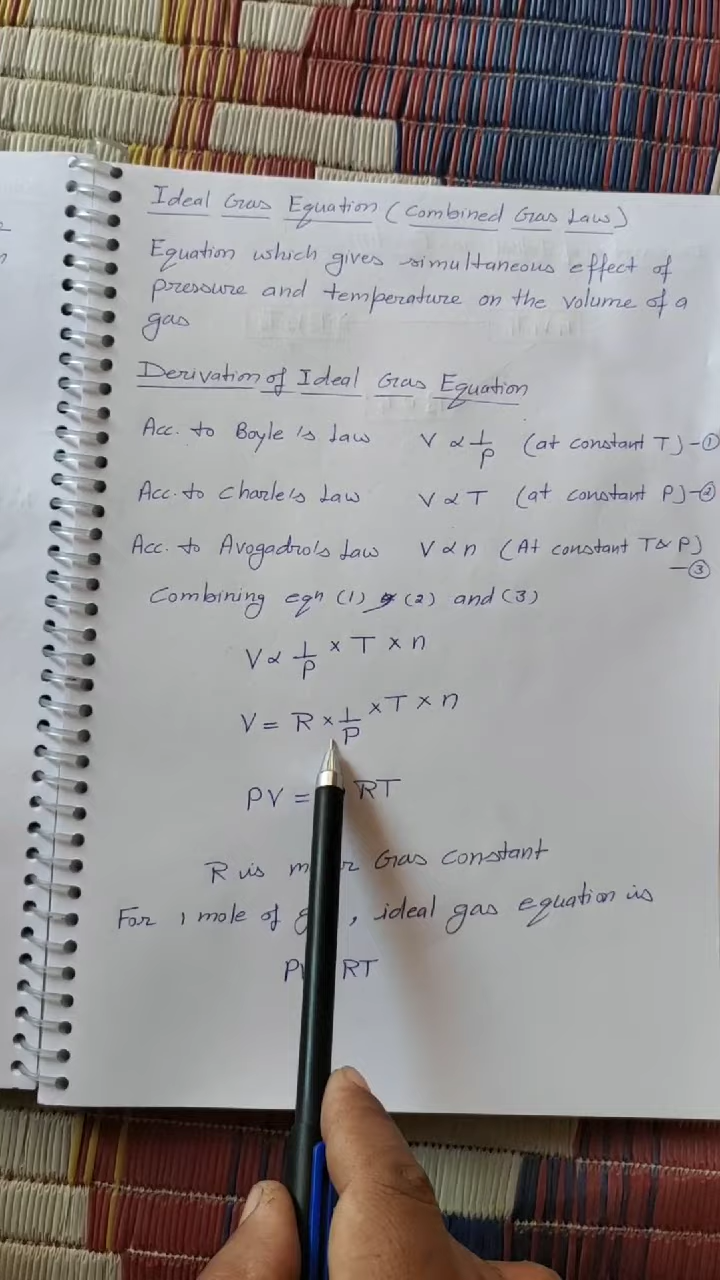 Ideal Gas Equation (Combined Gas Law)
Equation which gives simultaneous effect of
pressure and temperature on the volume of a
gas
Derivation of Ideal Gas Equation
Acc. to Boyle's Law V ∝ 1/P (at constant T) - ①
Acc. to Charle's Law V ∝ T (at constant P) - ②
Acc. to Avogadro's Law V ∝ n (At constant T & P)
- ③
Combining eqn (1) (2) and (3)
V ∝ 1/P × T × n
V = R × 1/P × T × n
PV = RT
R is Gas constant
For 1 mole of , ideal gas equation is
RT